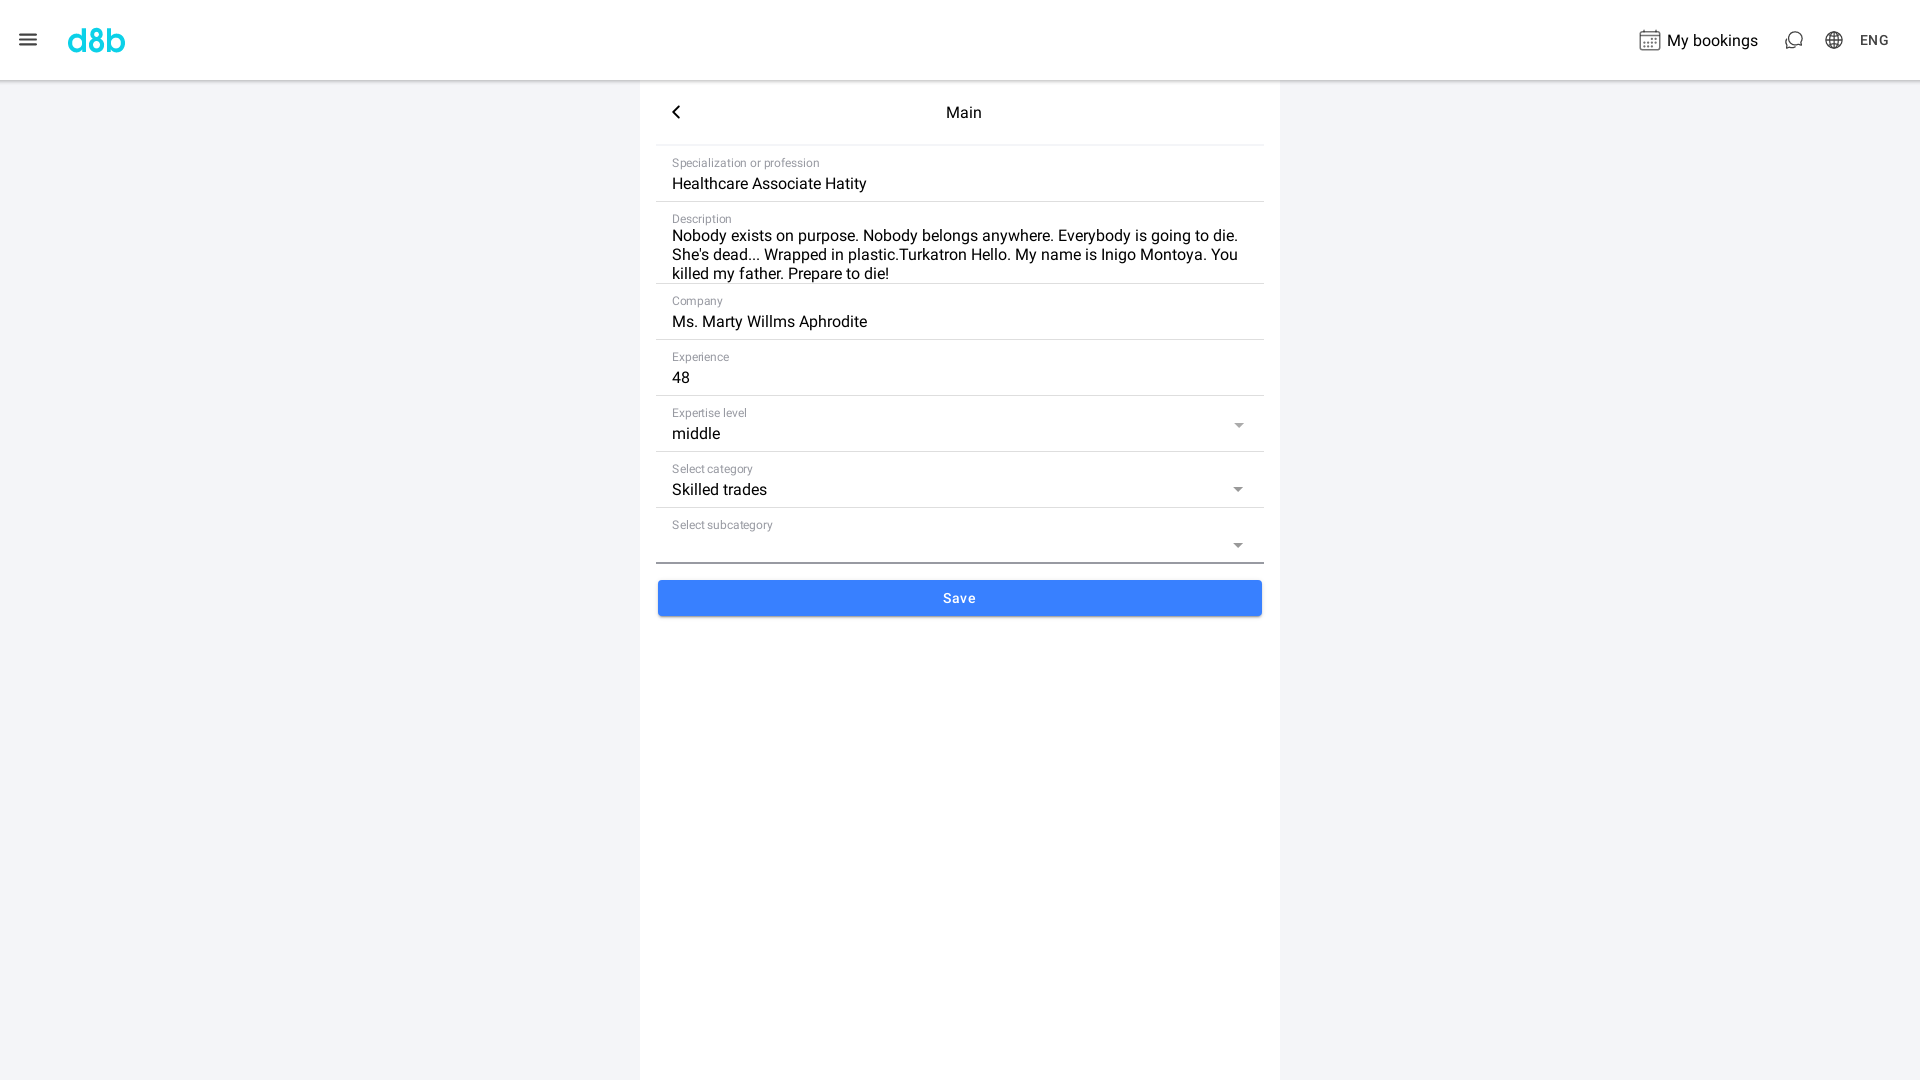 d8b
My bookings
ENG
Main
Specialization or profession
Healthcare Associate Hatity
Description
Nobody exists on purpose. Nobody belongs anywhere. Everybody is going to die.
She's dead... Wrapped in plastic.Turkatron Hello. My name is Inigo Montoya. You
killed my father. Prepare to die!
Company
Ms. Marty Willms Aphrodite
Experience
48
Expertise level
middle
Select category
Skilled trades
Select subcategory
Save